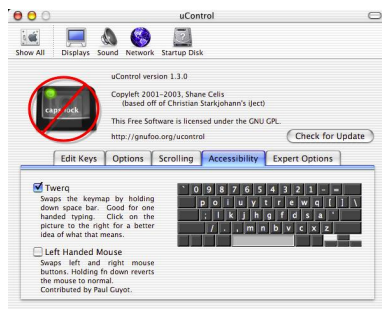 uControl
Show All Displays Sound Network Startup Disk
uControl version 1.3.0
Copyleft 2001-2003, Shane Celis
(based off of Christian Starkjohann's iJect)
This Free Software is licensed under the GNU GPL.
http://gnufoo.org/ucontrol
Check for Update
caps lock
Edit Keys Options Scrolling Accessibility Expert Options
Twerq
Swaps the keymap by holding
down space bar. Good for one
handed typing. Click on the
picture to the right for a better
idea of what that means.
Left Handed Mouse
Swaps left and right mouse
buttons. Holding fn down reverts
the mouse to normal.
Contributed by Paul Guyot.
` 0 9 8 7 6 5 4 3 2 1 - =
p o i u y t r e w q [ ] \
; l k j h g f d s a '
/ . , m n b v c x z